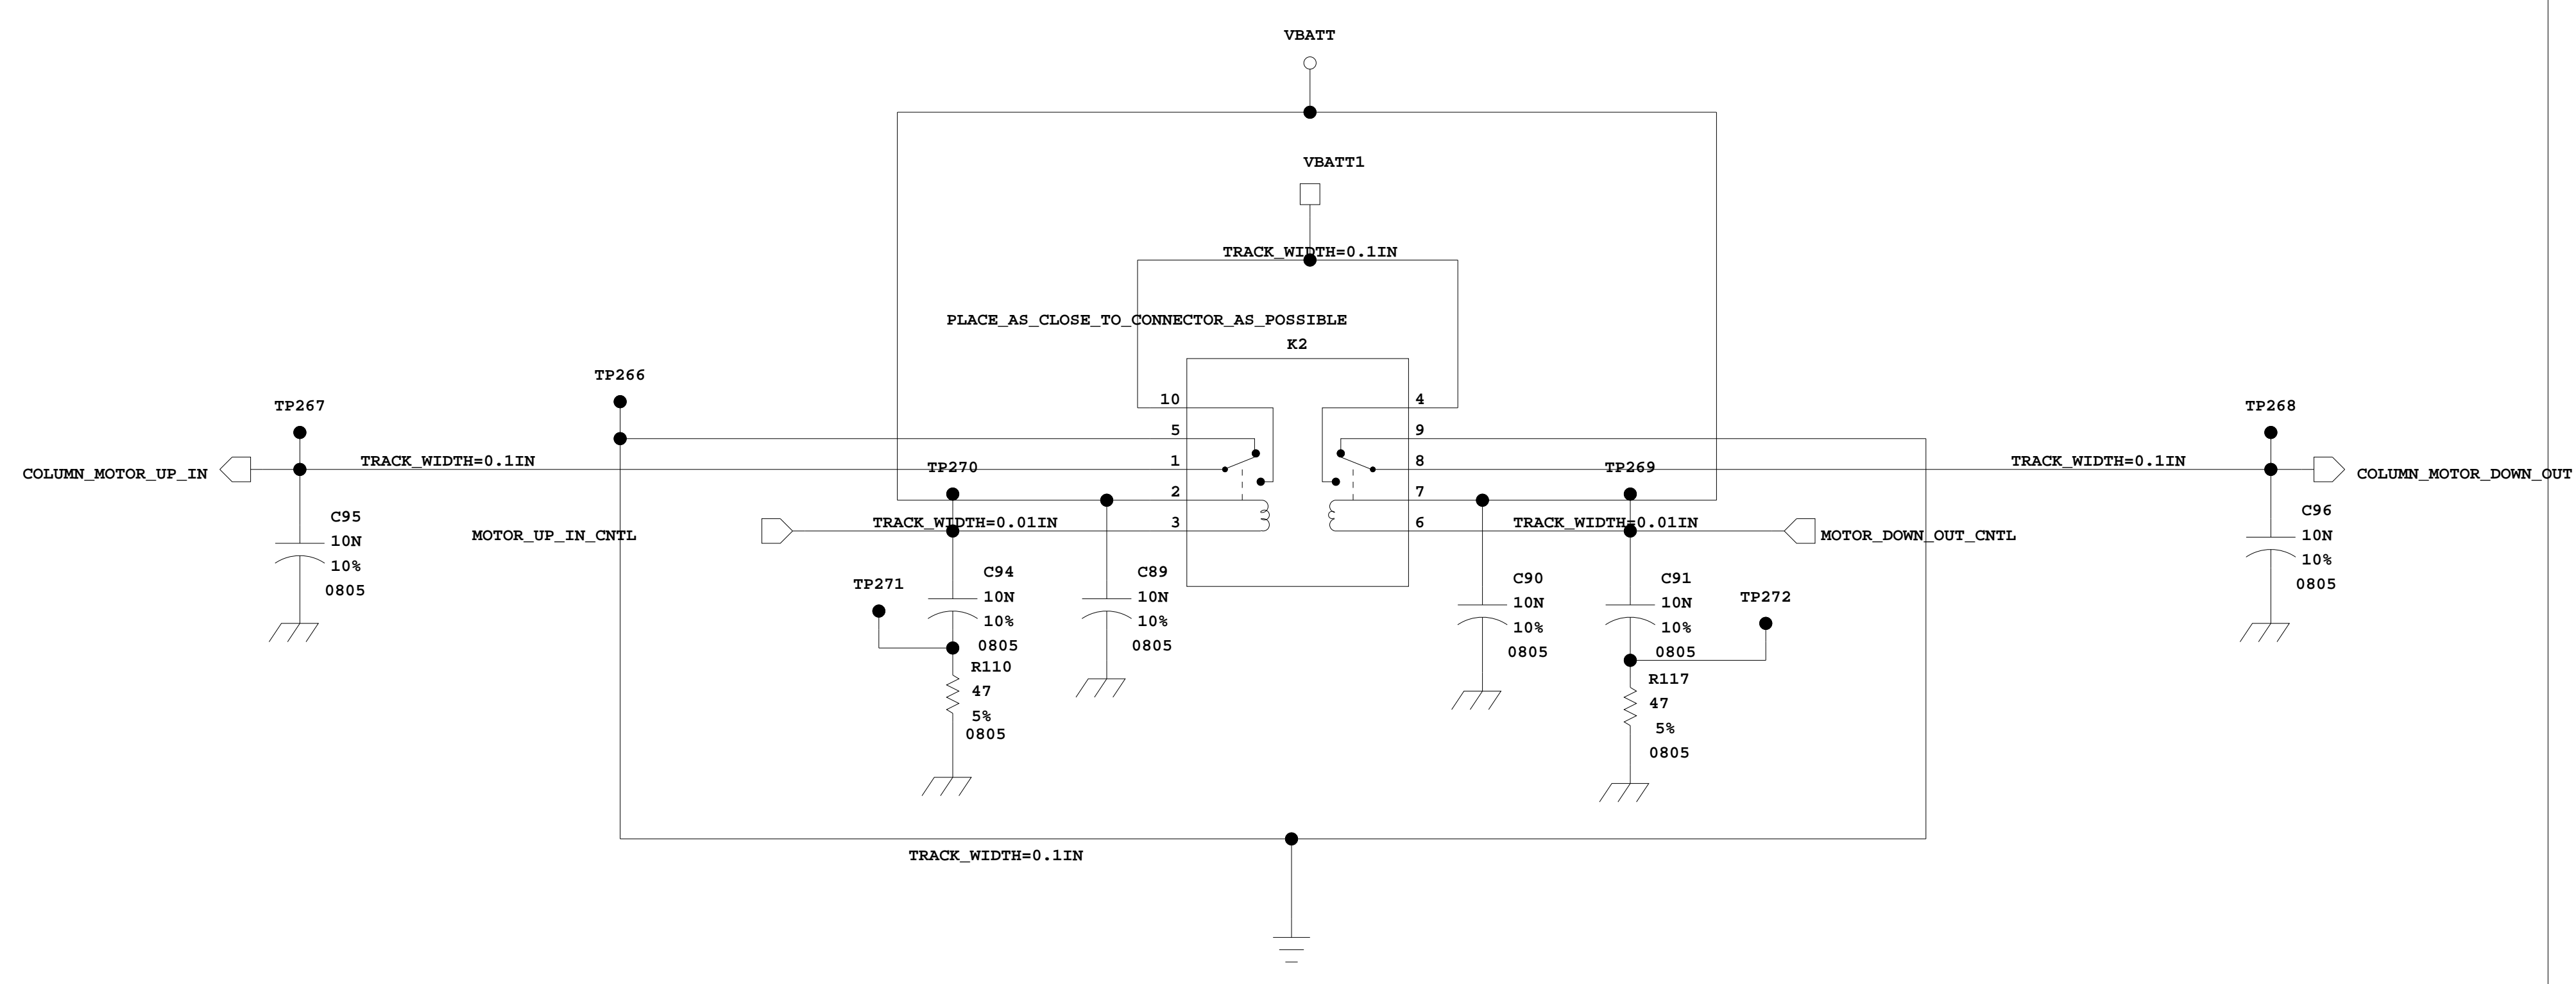 VBATT
VBATT1
TRACK_WIDTH=0.1IN
PLACE_AS_CLOSE_TO_CONNECTOR_AS_POSSIBLE
K2
TP266
TP267
TP268
10
4
5
9
COLUMN_MOTOR_UP_IN
TRACK_WIDTH=0.1IN
1
8
TRACK_WIDTH=0.1IN
COLUMN_MOTOR_DOWN_OUT
TP270
TP269
2
7
MOTOR_UP_IN_CNTL
TRACK_WIDTH=0.01IN
3
6
TRACK_WIDTH=0.01IN
MOTOR_DOWN_OUT_CNTL
C95
10N
10%
0805
C96
10N
10%
0805
TP271
C94
10N
10%
0805
C89
10N
10%
0805
C90
10N
10%
0805
C91
10N
10%
0805
TP272
R110
47
5%
0805
R117
47
5%
0805
TRACK_WIDTH=0.1IN